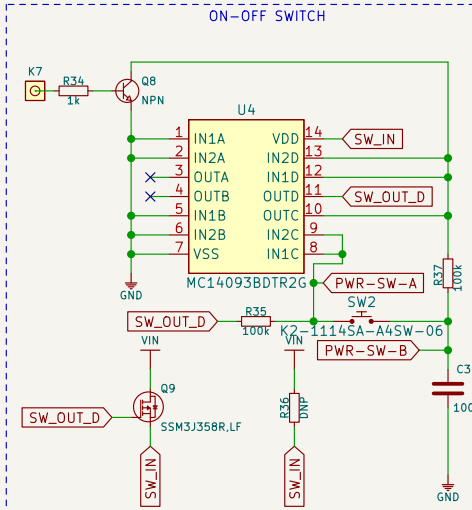 ON-OFF SWITCH
K7
R34
1k
Q8
NPN
U4
1 IN1A VDD 14 SW_IN
2 IN2A IN2D 13
3 OUTA IN1D 12
4 OUTB OUTD 11 SW_OUT_D
5 IN1B OUTC 10
6 IN2B IN2C 9
7 VSS IN1C 8
MC14093BDTR2G
GND
PWR-SW-A
R37
100k
SW2
SW_OUT_D
R35
100k
K2-1114SA-A4SW-06
VIN
VIN
PWR-SW-B
Q9
SSM3J358R,LF
SW_OUT_D
R36
DNP
C3
100
SW_IN
SW_IN
GND